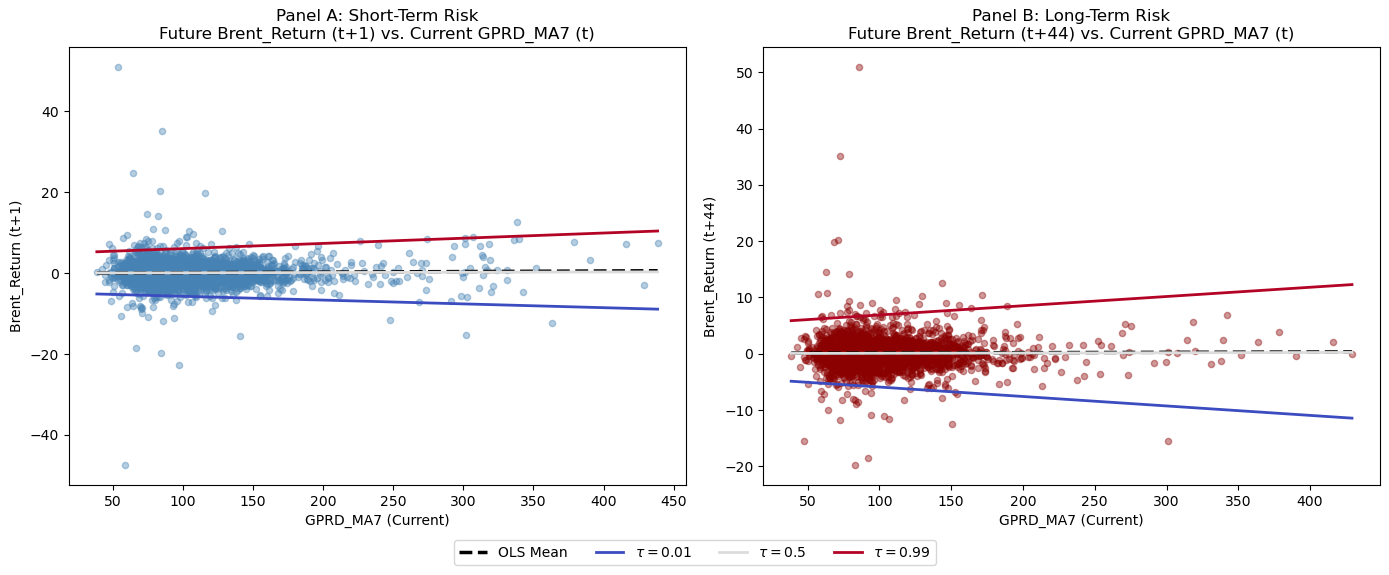 Panel A: Short-Term Risk
Future Brent_Return (t+1) vs. Current GPRD_MA7 (t)
Brent_Return (t+1)
40
20
0
−20
−40
50 100 150 200 250 300 350 400 450
GPRD_MA7 (Current)
Panel B: Long-Term Risk
Future Brent_Return (t+44) vs. Current GPRD_MA7 (t)
Brent_Return (t+44)
50
40
30
20
10
0
−10
−20
50 100 150 200 250 300 350 400
GPRD_MA7 (Current)
OLS Mean τ = 0.01 τ = 0.5 τ = 0.99